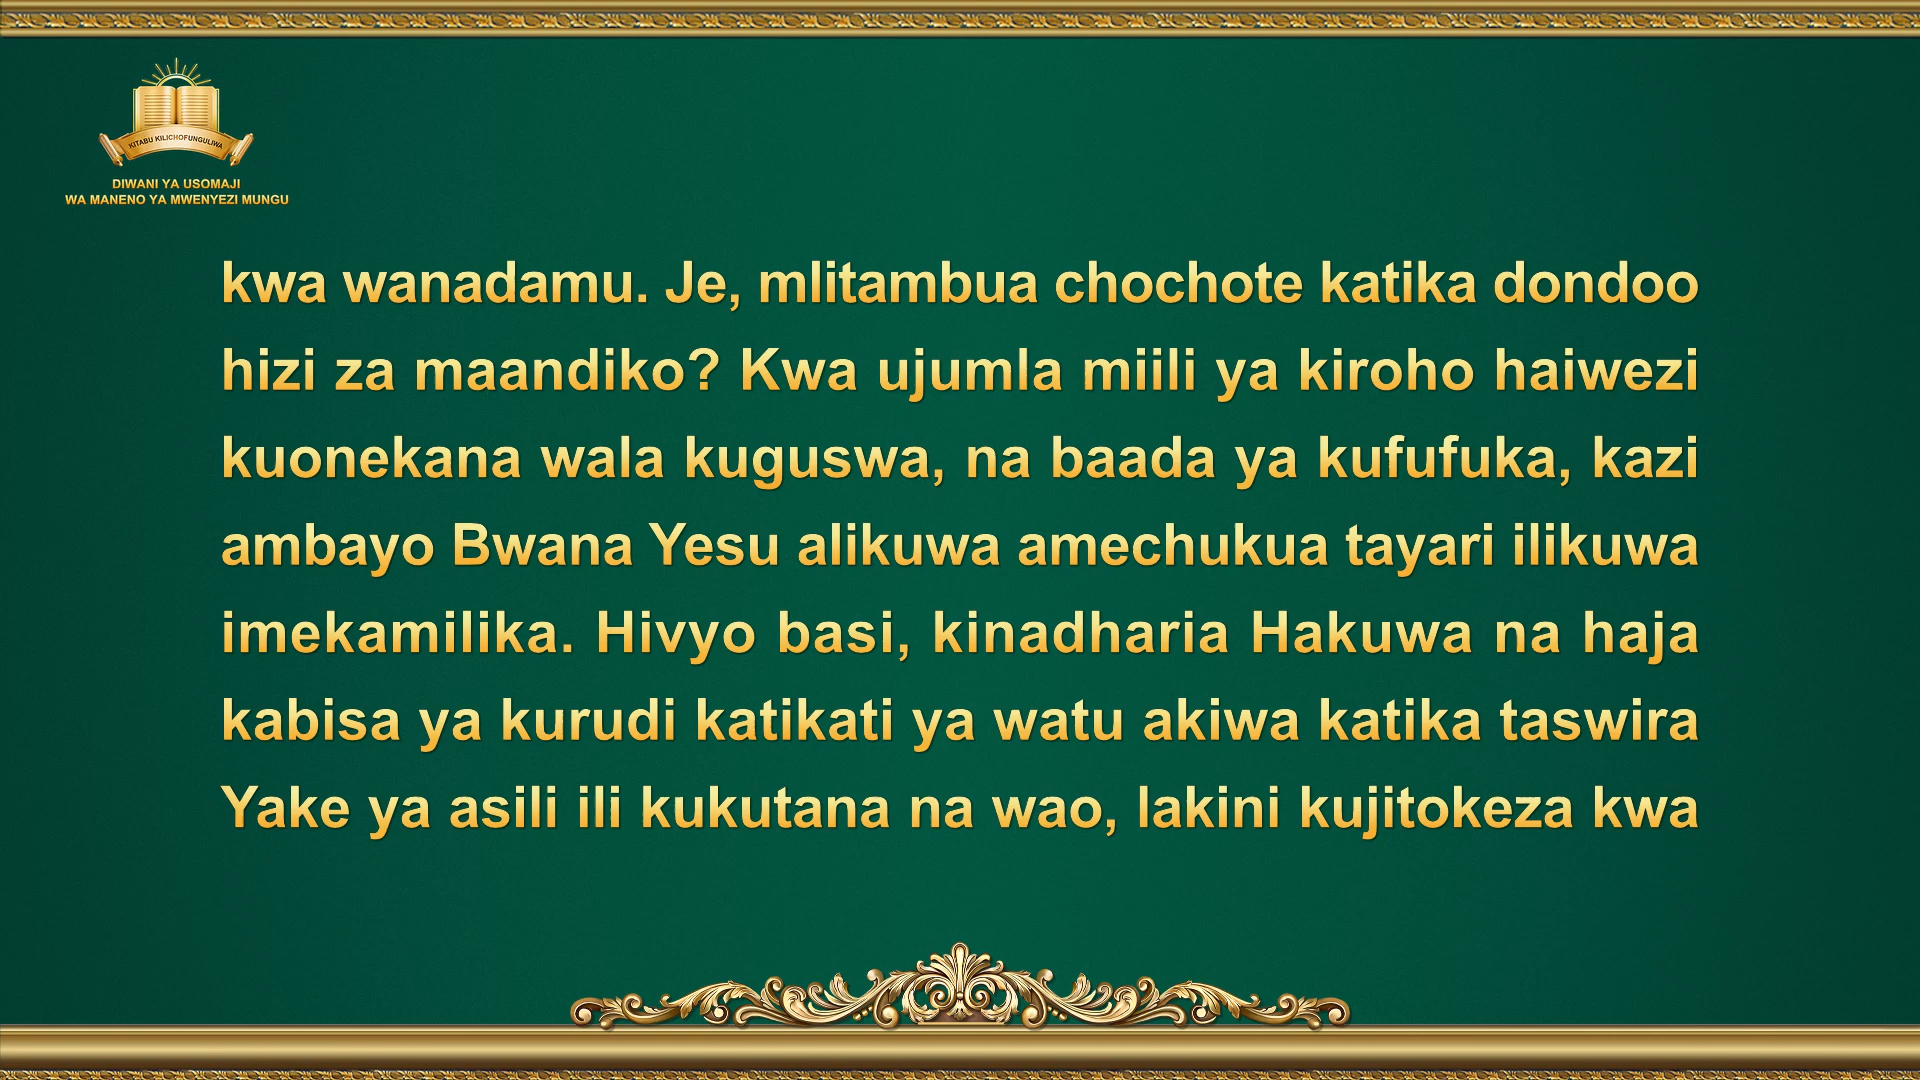 KITABU KILICHOFUNGULIWA
DIWANI YA USOMAJI
WA MANENO YA MWENYEZI MUNGU
kwa wanadamu. Je, mlitambua chochote katika dondoo
hizi za maandiko? Kwa ujumla miili ya kiroho haiwezi
kuonekana wala kuguswa, na baada ya kufufuka, kazi
ambayo Bwana Yesu alikuwa amechukua tayari ilikuwa
imekamilika. Hivyo basi, kinadharia Hakuwa na haja
kabisa ya kurudi katikati ya watu akiwa katika taswira
Yake ya asili ili kukutana na wao, lakini kujitokeza kwa